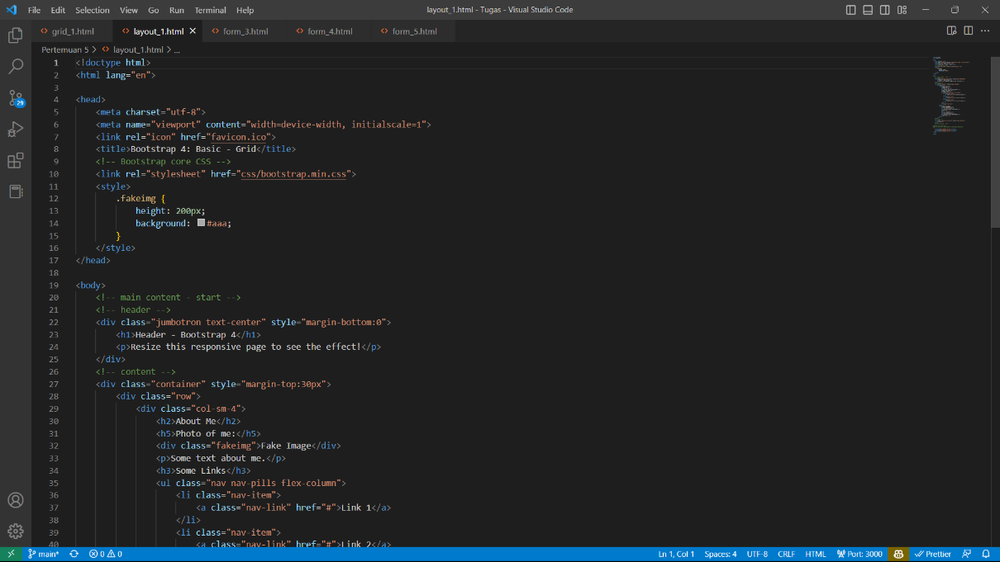 File Edit Selection View Go Run Terminal Help layout_1.html - Tugas - Visual Studio Code
grid_1.html layout_1.html form_3.html form_4.html form_5.html
Pertemuan 5 > layout_1.html > ...
1 <!doctype html>
2 <html lang="en">
3
4 <head>
5 <meta charset="utf-8">
6 <meta name="viewport" content="width=device-width, initialscale=1">
7 <link rel="icon" href="favicon.ico">
8 <title>Bootstrap 4: Basic - Grid</title>
9 <!-- Bootstrap core CSS -->
10 <link rel="stylesheet" href="css/bootstrap.min.css">
11 <style>
12 .fakeimg {
13 height: 200px;
14 background: #aaa;
15 }
16 </style>
17 </head>
18
19 <body>
20 <!-- main content - start -->
21 <!-- header -->
22 <div class="jumbotron text-center" style="margin-bottom:0">
23 <h1>Header - Bootstrap 4</h1>
24 <p>Resize this responsive page to see the effect!</p>
25 </div>
26 <!-- content -->
27 <div class="container" style="margin-top:30px">
28 <div class="row">
29 <div class="col-sm-4">
30 <h2>About Me</h2>
31 <h5>Photo of me:</h5>
32 <div class="fakeimg">Fake Image</div>
33 <p>Some text about me.</p>
34 <h3>Some Links</h3>
35 <ul class="nav nav-pills flex-column">
36 <li class="nav-item">
37 <a class="nav-link" href="#">Link 1</a>
38 </li>
39 <li class="nav-item">
40 <a class="nav-link" href="#">Link 2</a>
29
main* 0 0 Ln 1, Col 1 Spaces: 4 UTF-8 CRLF HTML Port: 3000 Prettier